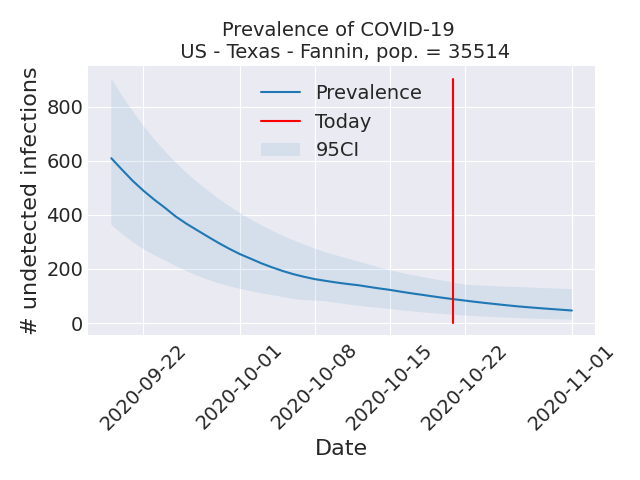 Prevalence of COVID-19
US - Texas - Fannin, pop. = 35514
# undetected infections
800
600
400
200
0
Prevalence
Today
95CI
2020-09-22
2020-10-01
2020-10-08
2020-10-15
2020-10-22
2020-11-01
Date